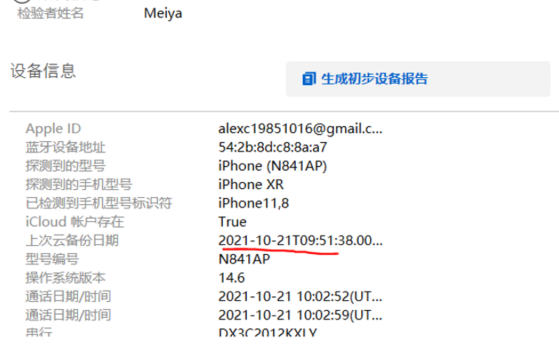 检验者姓名 Meiya
设备信息
生成初步设备报告
Apple ID alexc19851016@gmail.c...
蓝牙设备地址 54:2b:8d:c8:8a:a7
探测到的型号 iPhone (N841AP)
探测到的手机型号 iPhone XR
已检测到手机型号标识符 iPhone11,8
iCloud 帐户存在 True
上次云备份日期 2021-10-21T09:51:38.00...
型号编号 N841AP
操作系统版本 14.6
通话日期/时间 2021-10-21 10:02:52(UT...
通话日期/时间 2021-10-21 10:02:59(UT...
串行 DX3C2012KXLY